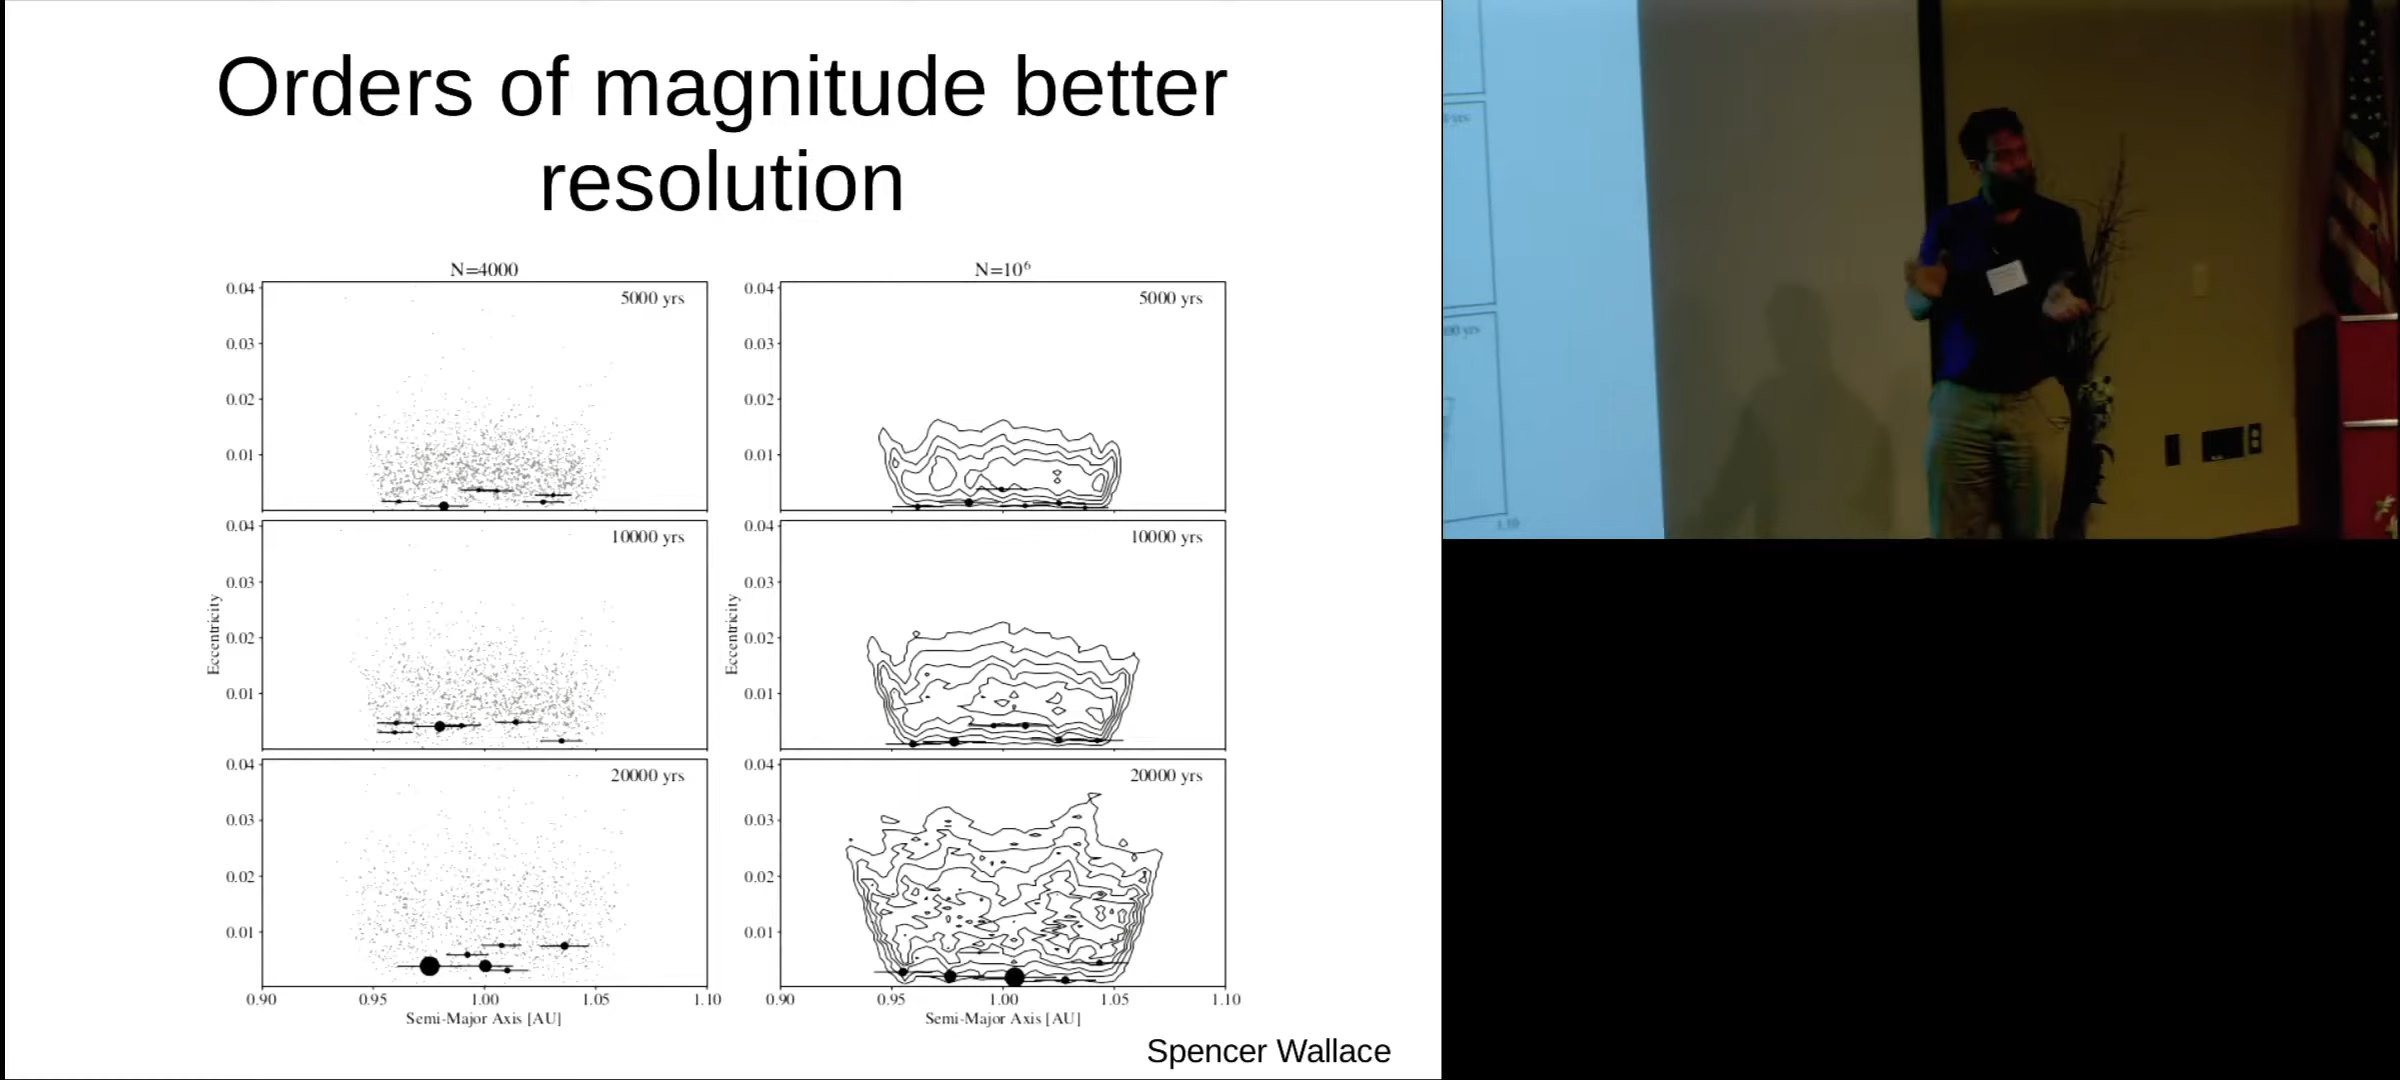 Orders of magnitude better
resolution
N=4000
N=10⁶
0.04
5000 yrs
0.03
0.02
0.01
0.04
5000 yrs
0.03
0.02
0.01
0.04
10000 yrs
0.03
0.02
0.01
Eccentricity
0.04
10000 yrs
0.03
0.02
0.01
Eccentricity
0.04
20000 yrs
0.03
0.02
0.01
0.90 0.95 1.00 1.05 1.10
Semi-Major Axis [AU]
0.04
20000 yrs
0.03
0.02
0.01
0.90 0.95 1.00 1.05 1.10
Semi-Major Axis [AU]
Spencer Wallace
yrs
yrs
1.10